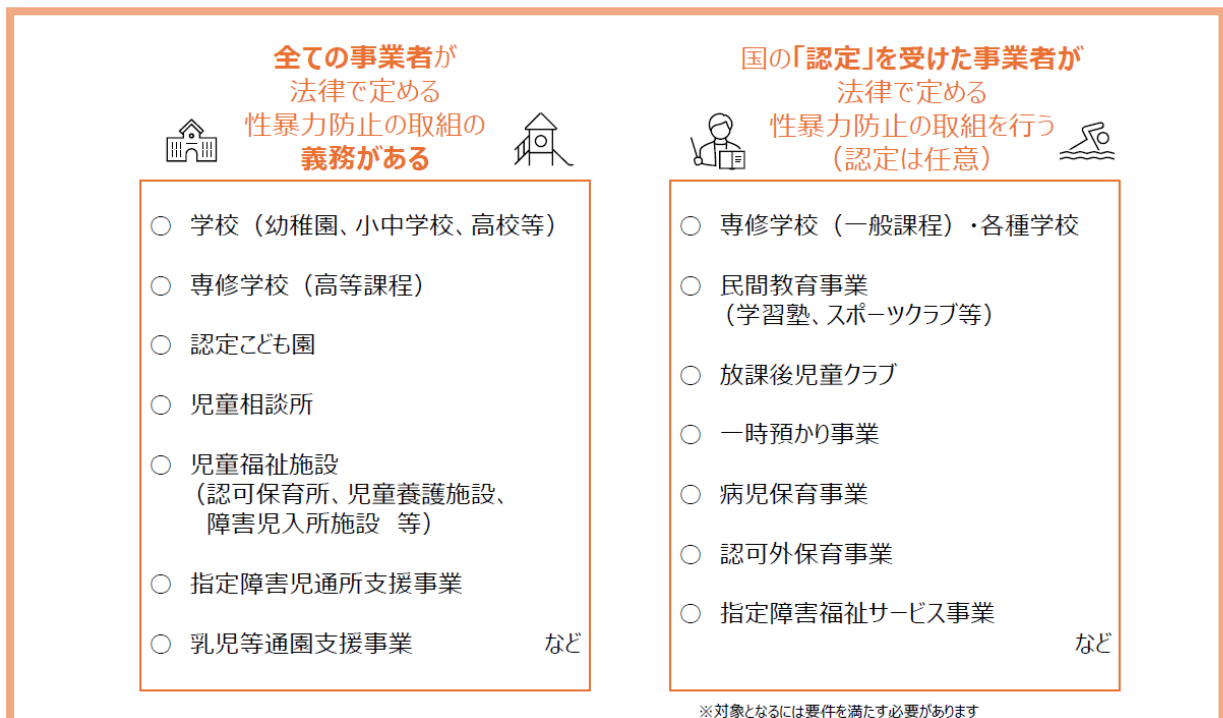 全ての事業者が
法律で定める
性暴力防止の取組の
義務がある
○ 学校（幼稚園、小中学校、高校等）
○ 専修学校（高等課程）
○ 認定こども園
○ 児童相談所
○ 児童福祉施設
（認可保育所、児童養護施設、
障害児入所施設 等）
○ 指定障害児通所支援事業
○ 乳児等通園支援事業 など
国の「認定」を受けた事業者が
法律で定める
性暴力防止の取組を行う
（認定は任意）
○ 専修学校（一般課程）・各種学校
○ 民間教育事業
（学習塾、スポーツクラブ等）
○ 放課後児童クラブ
○ 一時預かり事業
○ 病児保育事業
○ 認可外保育事業
○ 指定障害福祉サービス事業
など
※対象となるには要件を満たす必要があります